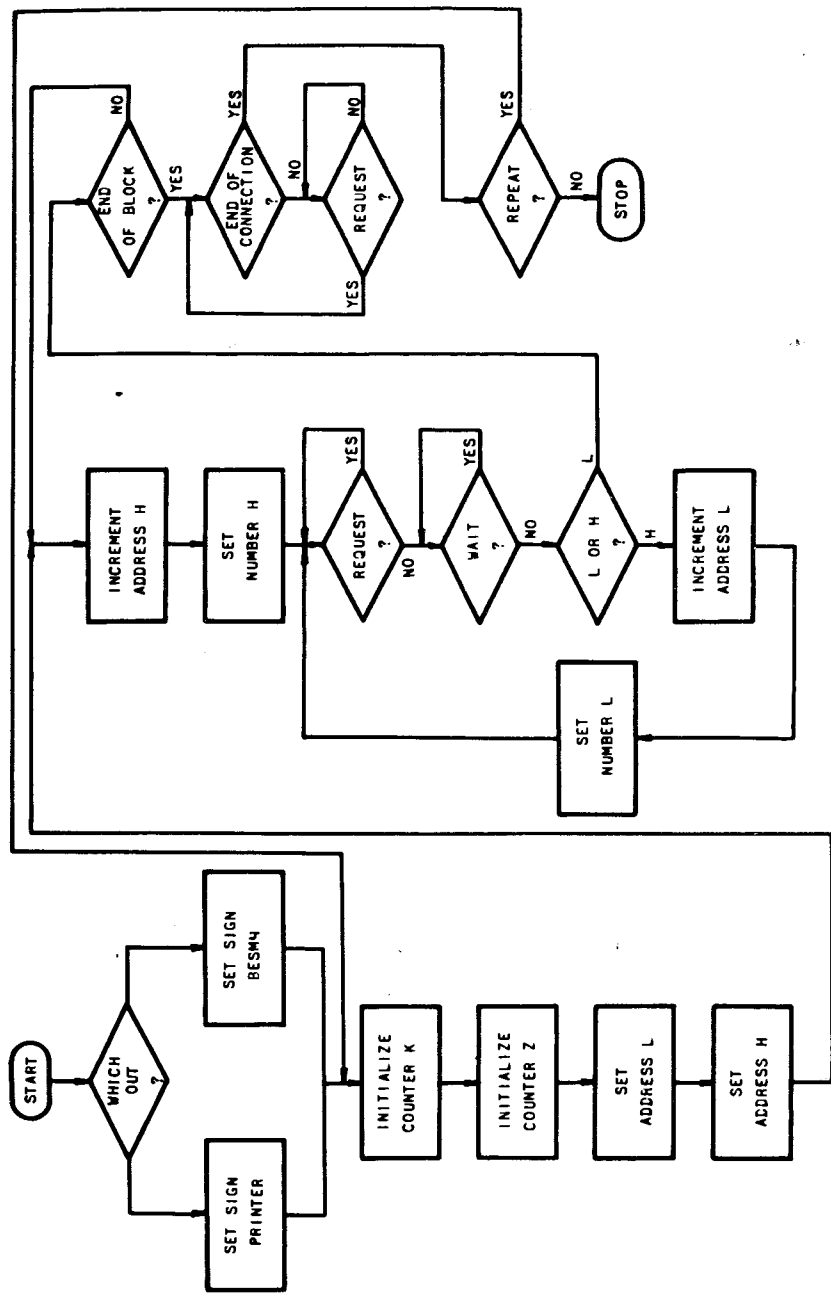 START
WHICH
OUT
?
SET SIGN
PRINTER
SET SIGN
BESM4
INITIALIZE
COUNTER K
INITIALIZE
COUNTER Z
SET
ADDRESS L
SET
ADDRESS H
INCREMENT
ADDRESS H
SET
NUMBER H
REQUEST
?
YES
NO
WAIT
?
YES
NO
L OR H
?
L
H
INCREMENT
ADDRESS L
SET
NUMBER L
END
OF BLOCK
?
NO
YES
END OF
CONNECTION
?
YES
NO
REQUEST
?
NO
YES
REPEAT
?
YES
NO
STOP